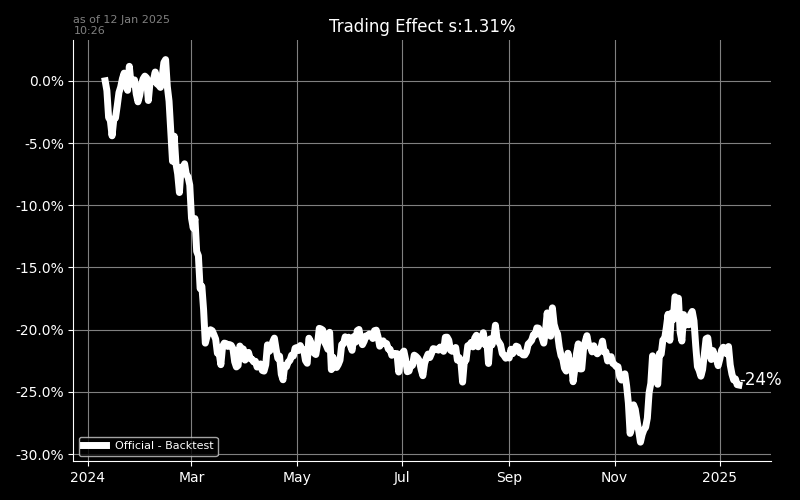 as of 12 Jan 2025
10:26
Trading Effect s:1.31%
0.0%
-5.0%
-10.0%
-15.0%
-20.0%
-25.0%
-30.0%
-24%
Official - Backtest
2024 Mar May Jul Sep Nov 2025